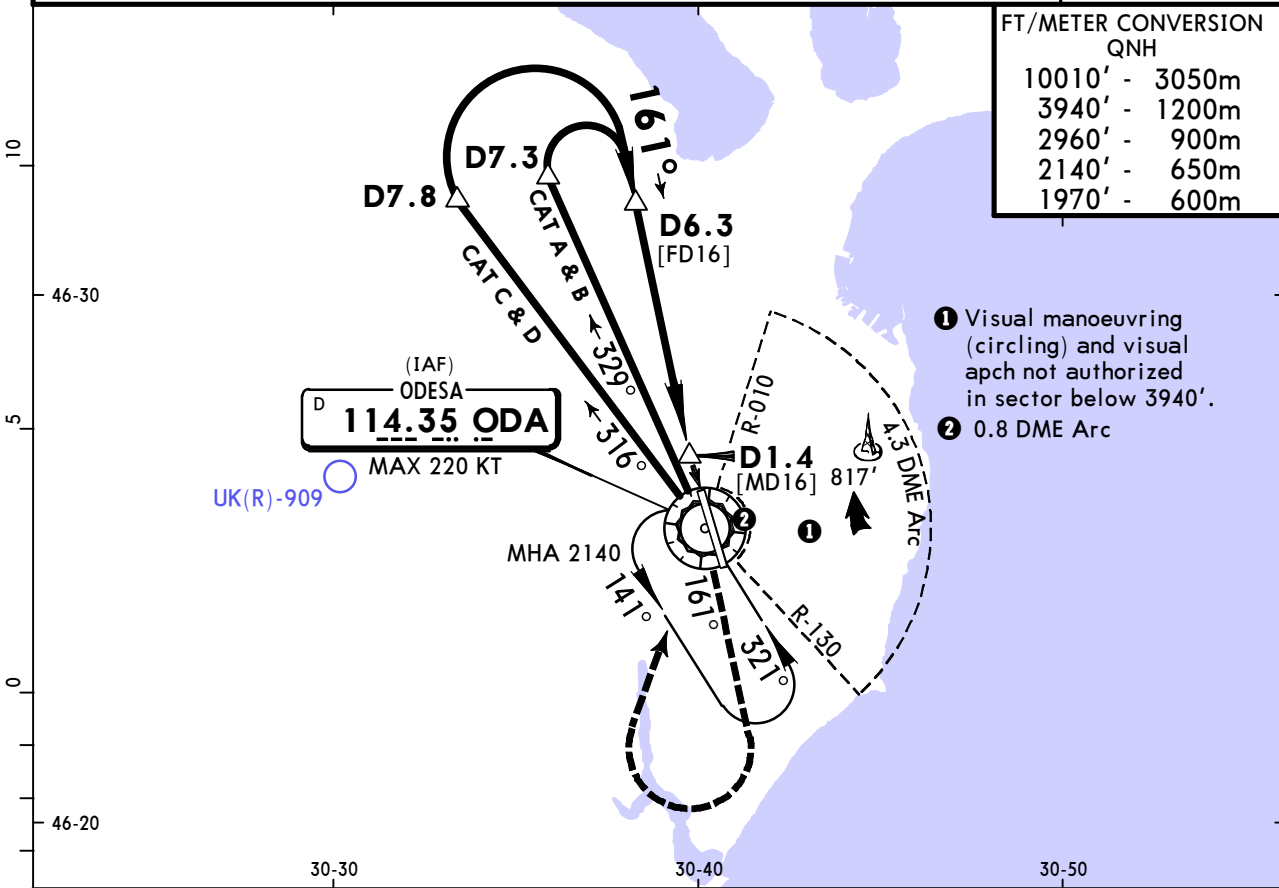 FT/METER CONVERSION
QNH
10010' - 3050m
3940' - 1200m
2960' - 900m
2140' - 650m
1970' - 600m
161°
10
D7.3
D7.8
D6.3
[FD16]
CAT A & B
CAT C & D
46-30
329°
316°
R-010
❶ Visual manoeuvring
(circling) and visual
apch not authorized
in sector below 3940'.
❷ 0.8 DME Arc
(IAF)
ODESA
D 114.35 ODA
MAX 220 KT
5
4.3 DME Arc
D1.4
[MD16]
817'
UK(R)-909
❷
❶
MHA 2140
141°
161°
321°
R-130
0
46-20
30-30
30-40
30-50